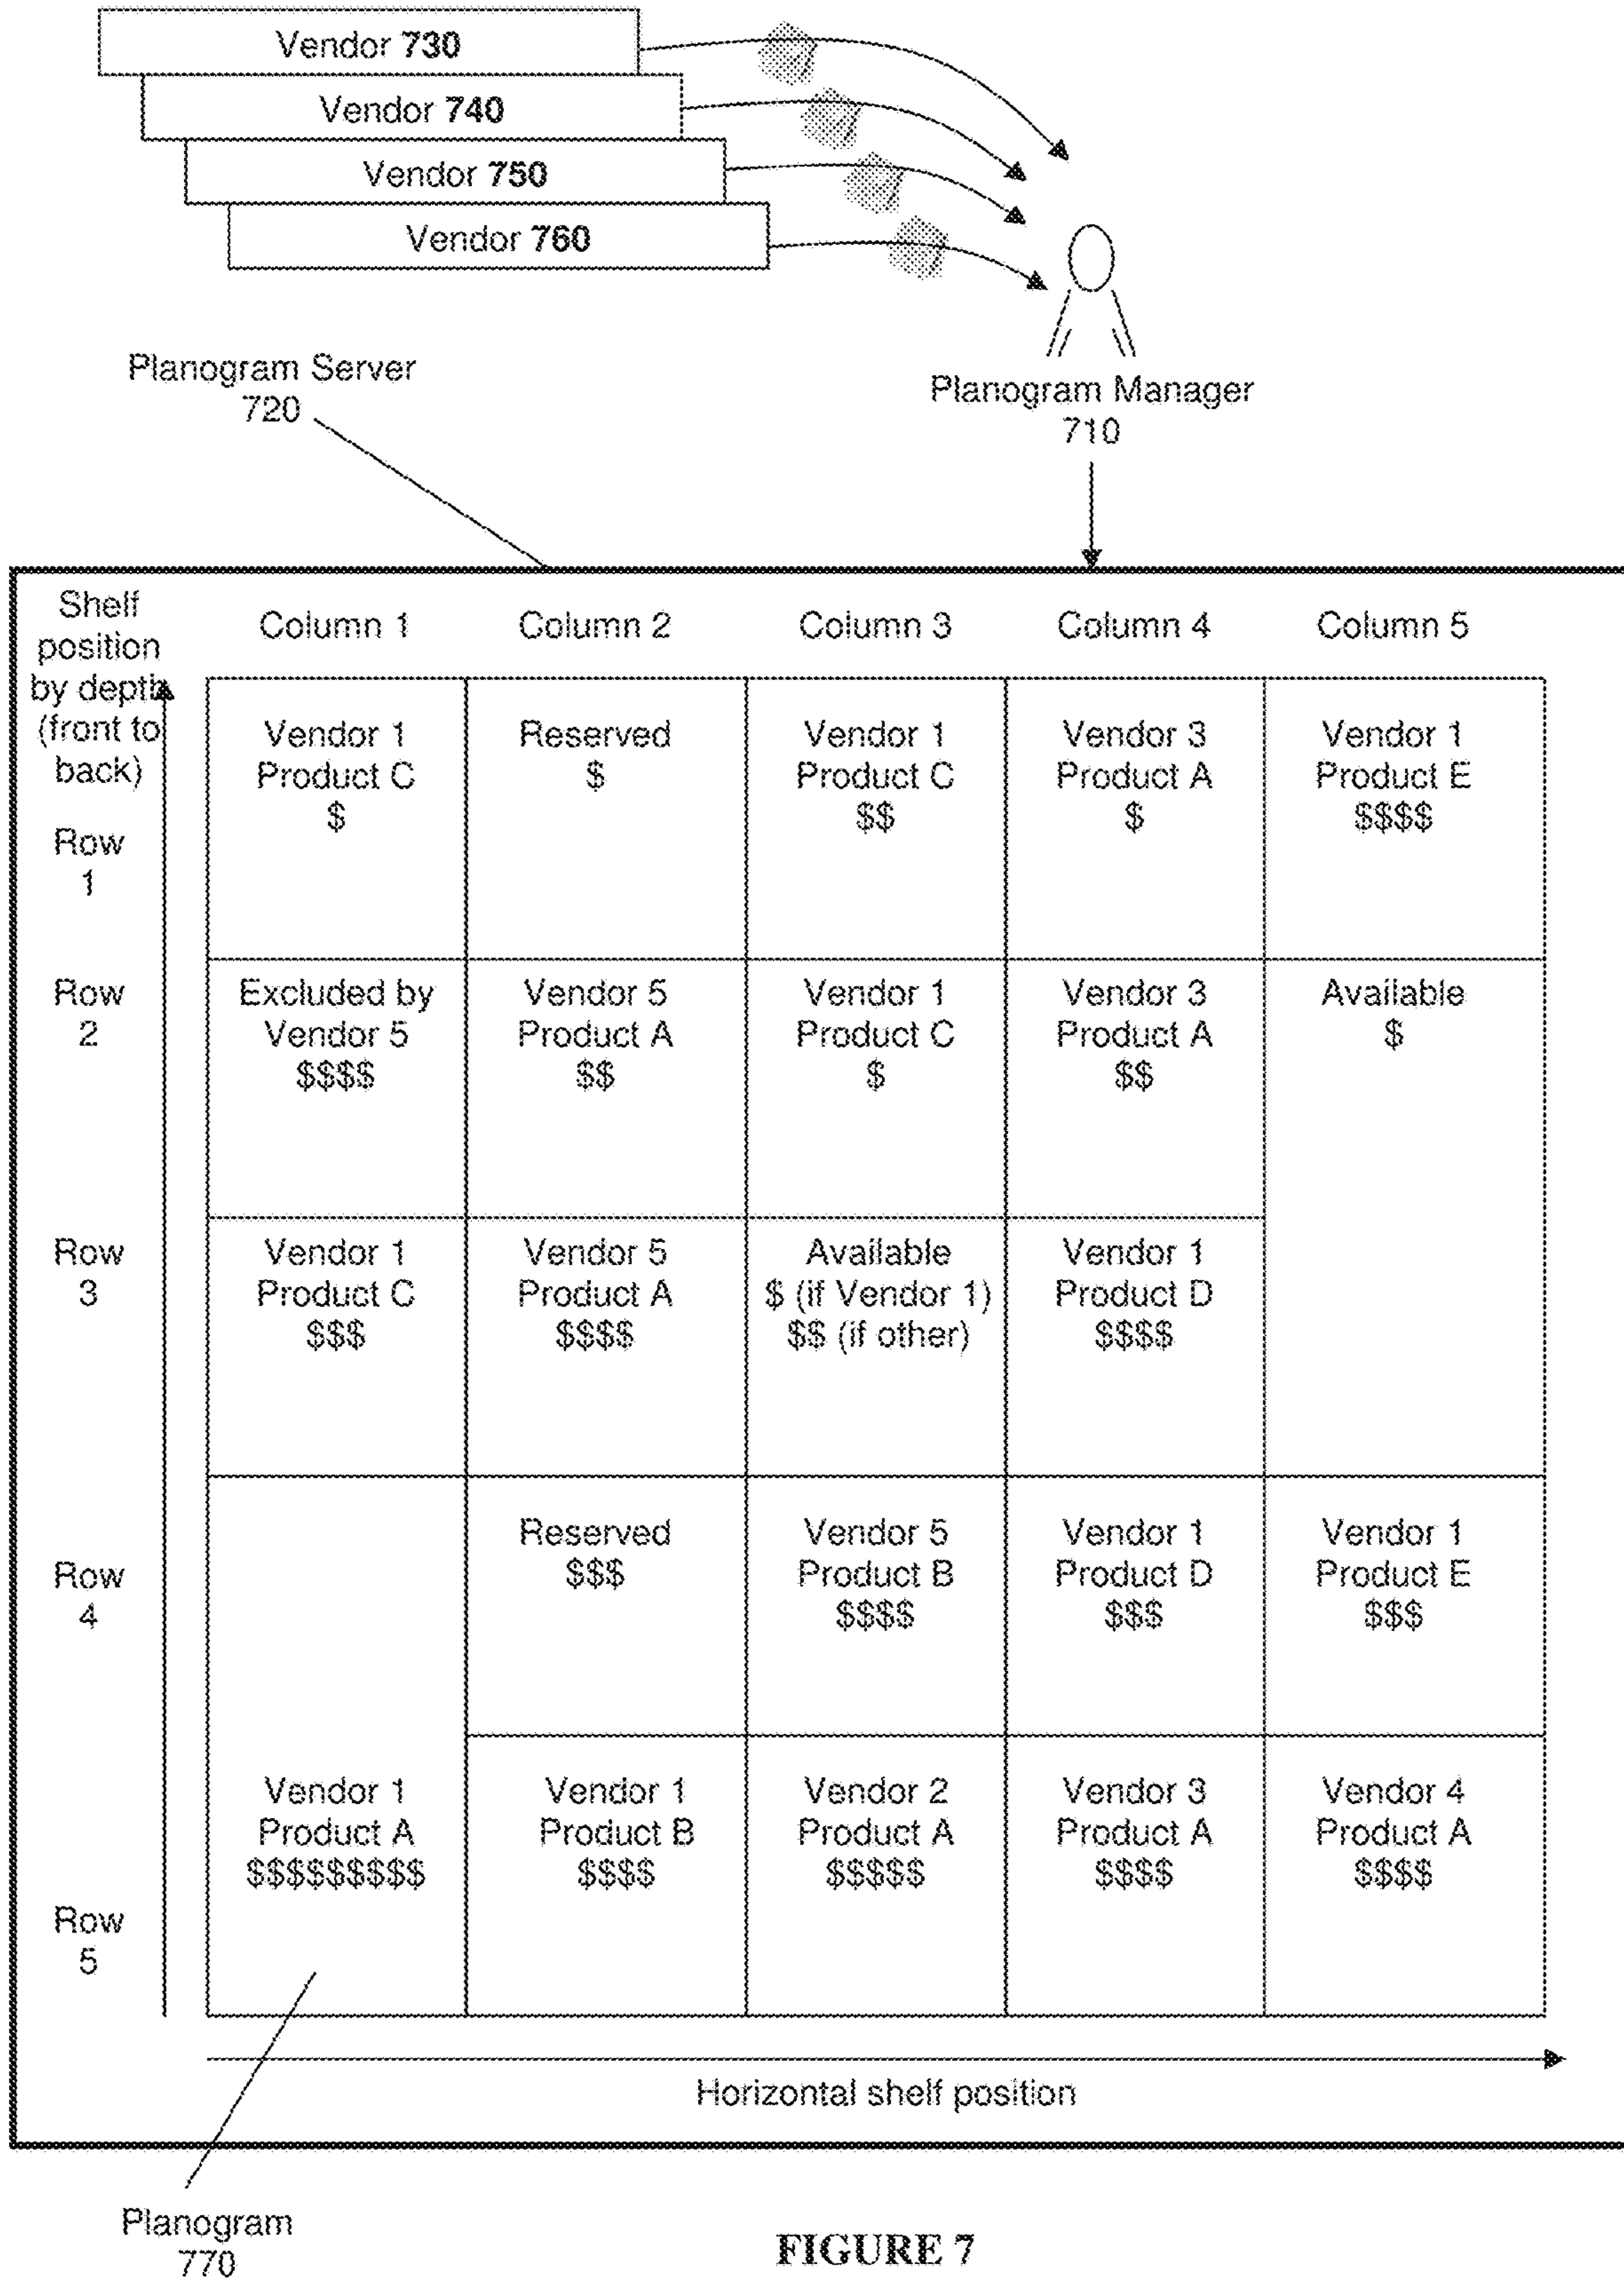 Vendor 730
Vendor 740
Vendor 750
Vendor 760
Planogram Server
720
Planogram Manager
710
Shelf
position
by depth
(front to
back)
Column 1
Column 2
Column 3
Column 4
Column 5
Row
1
Vendor 1
Product C
$
Reserved
$
Vendor 1
Product C
$$
Vendor 3
Product A
$
Vendor 1
Product E
$$$$
Row
2
Excluded by
Vendor 5
$$$$
Vendor 5
Product A
$$
Vendor 1
Product C
$
Vendor 3
Product A
$$
Available
$
Row
3
Vendor 1
Product C
$$$
Vendor 5
Product A
$$$$
Available
$ (if Vendor 1)
$$ (if other)
Vendor 1
Product D
$$$$
Row
4
Reserved
$$$
Vendor 5
Product B
$$$$
Vendor 1
Product D
$$$
Vendor 1
Product E
$$$
Row
5
Vendor 1
Product A
$$$$$$$$$
Vendor 1
Product B
$$$$
Vendor 2
Product A
$$$$$
Vendor 3
Product A
$$$$
Vendor 4
Product A
$$$$
Horizontal shelf position
Planogram
770
FIGURE 7